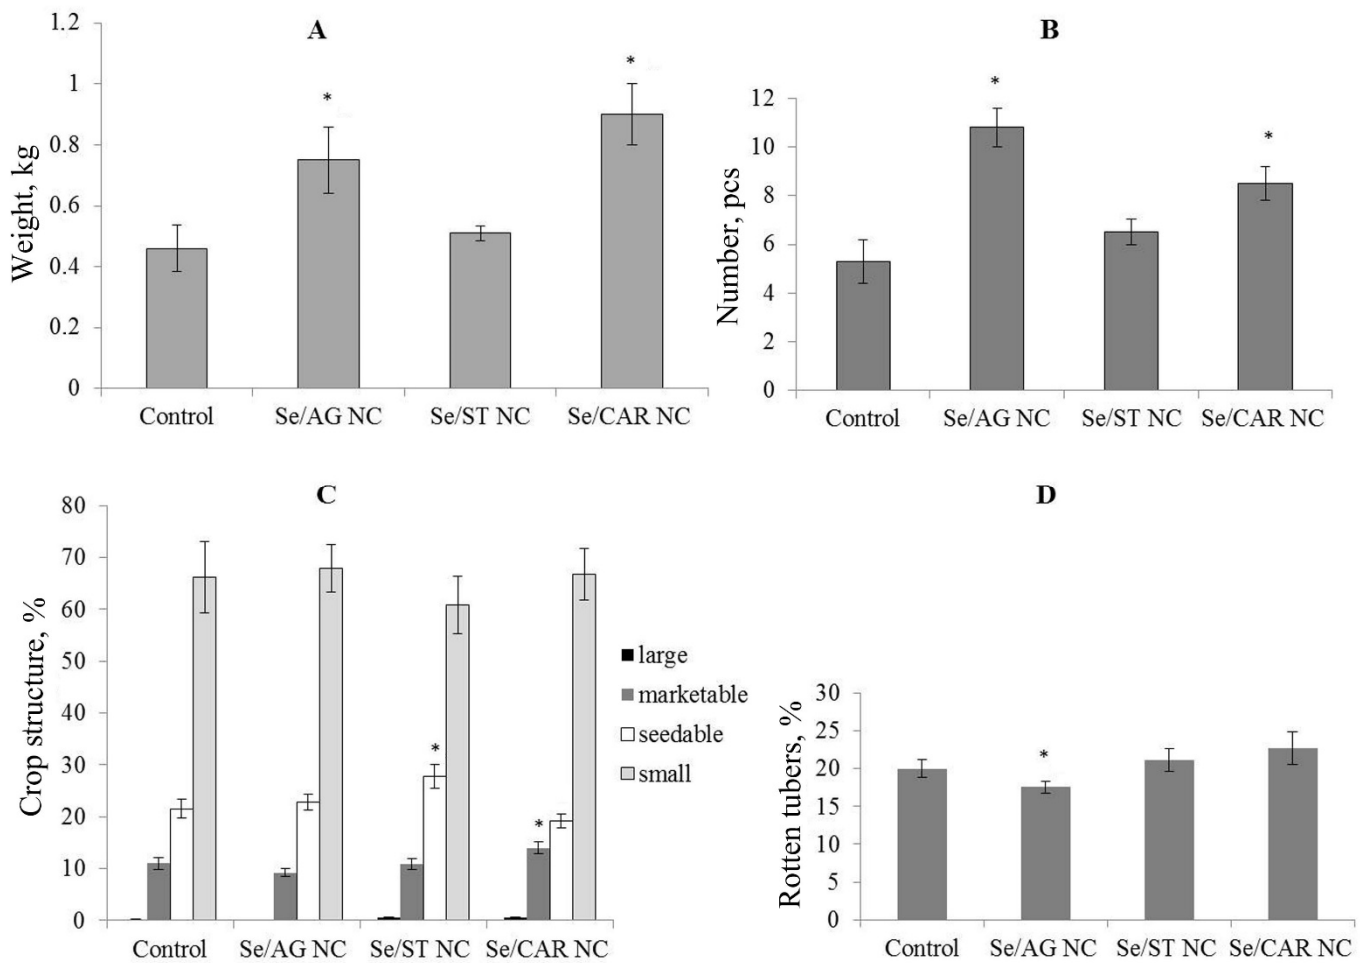 A
Weight, kg
1.2
1
0.8
0.6
0.4
0.2
0
*
*
Control
Se/AG NC
Se/ST NC
Se/CAR NC
B
Number, pcs
12
10
8
6
4
2
0
*
*
Control
Se/AG NC
Se/ST NC
Se/CAR NC
C
Crop structure, %
80
70
60
50
40
30
20
10
0
*
*
Control
Se/AG NC
Se/ST NC
Se/CAR NC
large
marketable
seedable
small
D
Rotten tubers, %
30
25
20
15
10
5
0
*
Control
Se/AG NC
Se/ST NC
Se/CAR NC